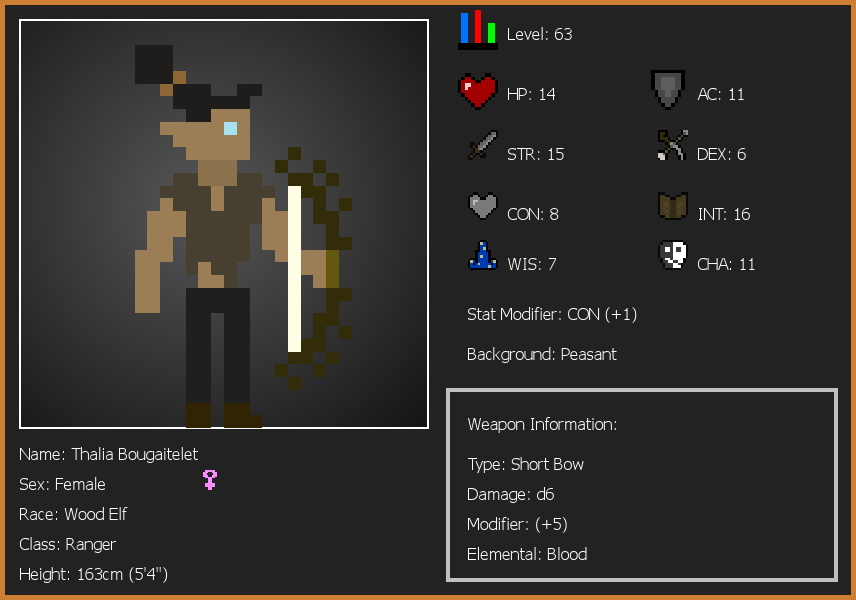 Level: 63
HP: 14
AC: 11
STR: 15
DEX: 6
CON: 8
INT: 16
WIS: 7
CHA: 11
Stat Modifier: CON (+1)
Background: Peasant
Weapon Information:
Type: Short Bow
Damage: d6
Modifier: (+5)
Elemental: Blood
Name: Thalia Bougaitelet
Sex: Female
Race: Wood Elf
Class: Ranger
Height: 163cm (5'4")